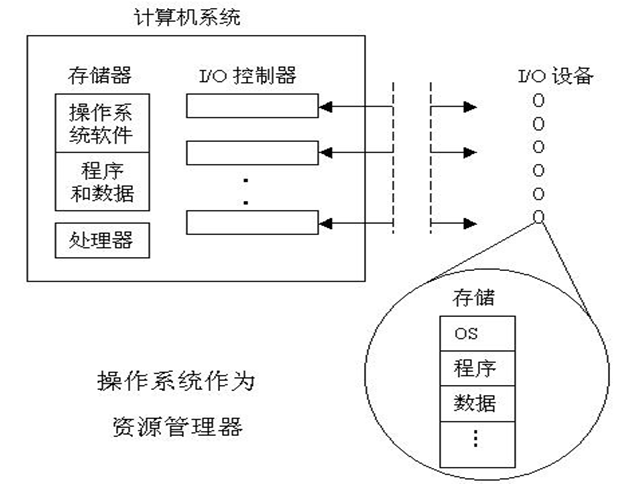 计算机系统
存储器
I/O 控制器
I/O 设备
操作系
统软件
程序
和数据
处理器
存储
OS
程序
数据
操作系统作为
资源管理器